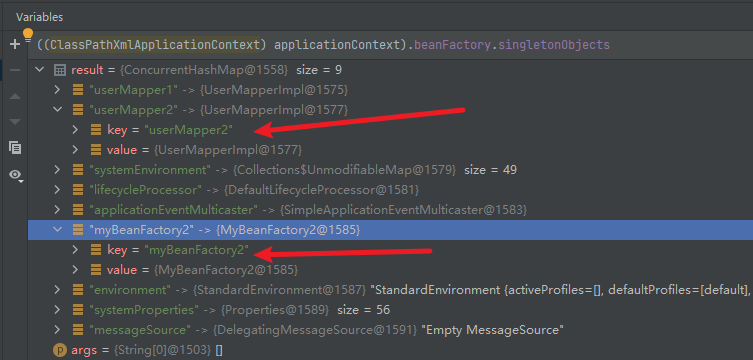 Variables
((ClassPathXmlApplicationContext) applicationContext).beanFactory.singletonObjects
result = {ConcurrentHashMap@1558} size = 9
"userMapper1" -> {UserMapperImpl@1575}
"userMapper2" -> {UserMapperImpl@1577}
key = "userMapper2"
value = {UserMapperImpl@1577}
"systemEnvironment" -> {Collections$UnmodifiableMap@1579} size = 49
"lifecycleProcessor" -> {DefaultLifecycleProcessor@1581}
"applicationEventMulticaster" -> {SimpleApplicationEventMulticaster@1583}
"myBeanFactory2" -> {MyBeanFactory2@1585}
key = "myBeanFactory2"
value = {MyBeanFactory2@1585}
"environment" -> {StandardEnvironment@1587} "StandardEnvironment {activeProfiles=[], defaultProfiles=[default],
"systemProperties" -> {Properties@1589} size = 56
"messageSource" -> {DelegatingMessageSource@1591} "Empty MessageSource"
args = {String[0]@1503} []